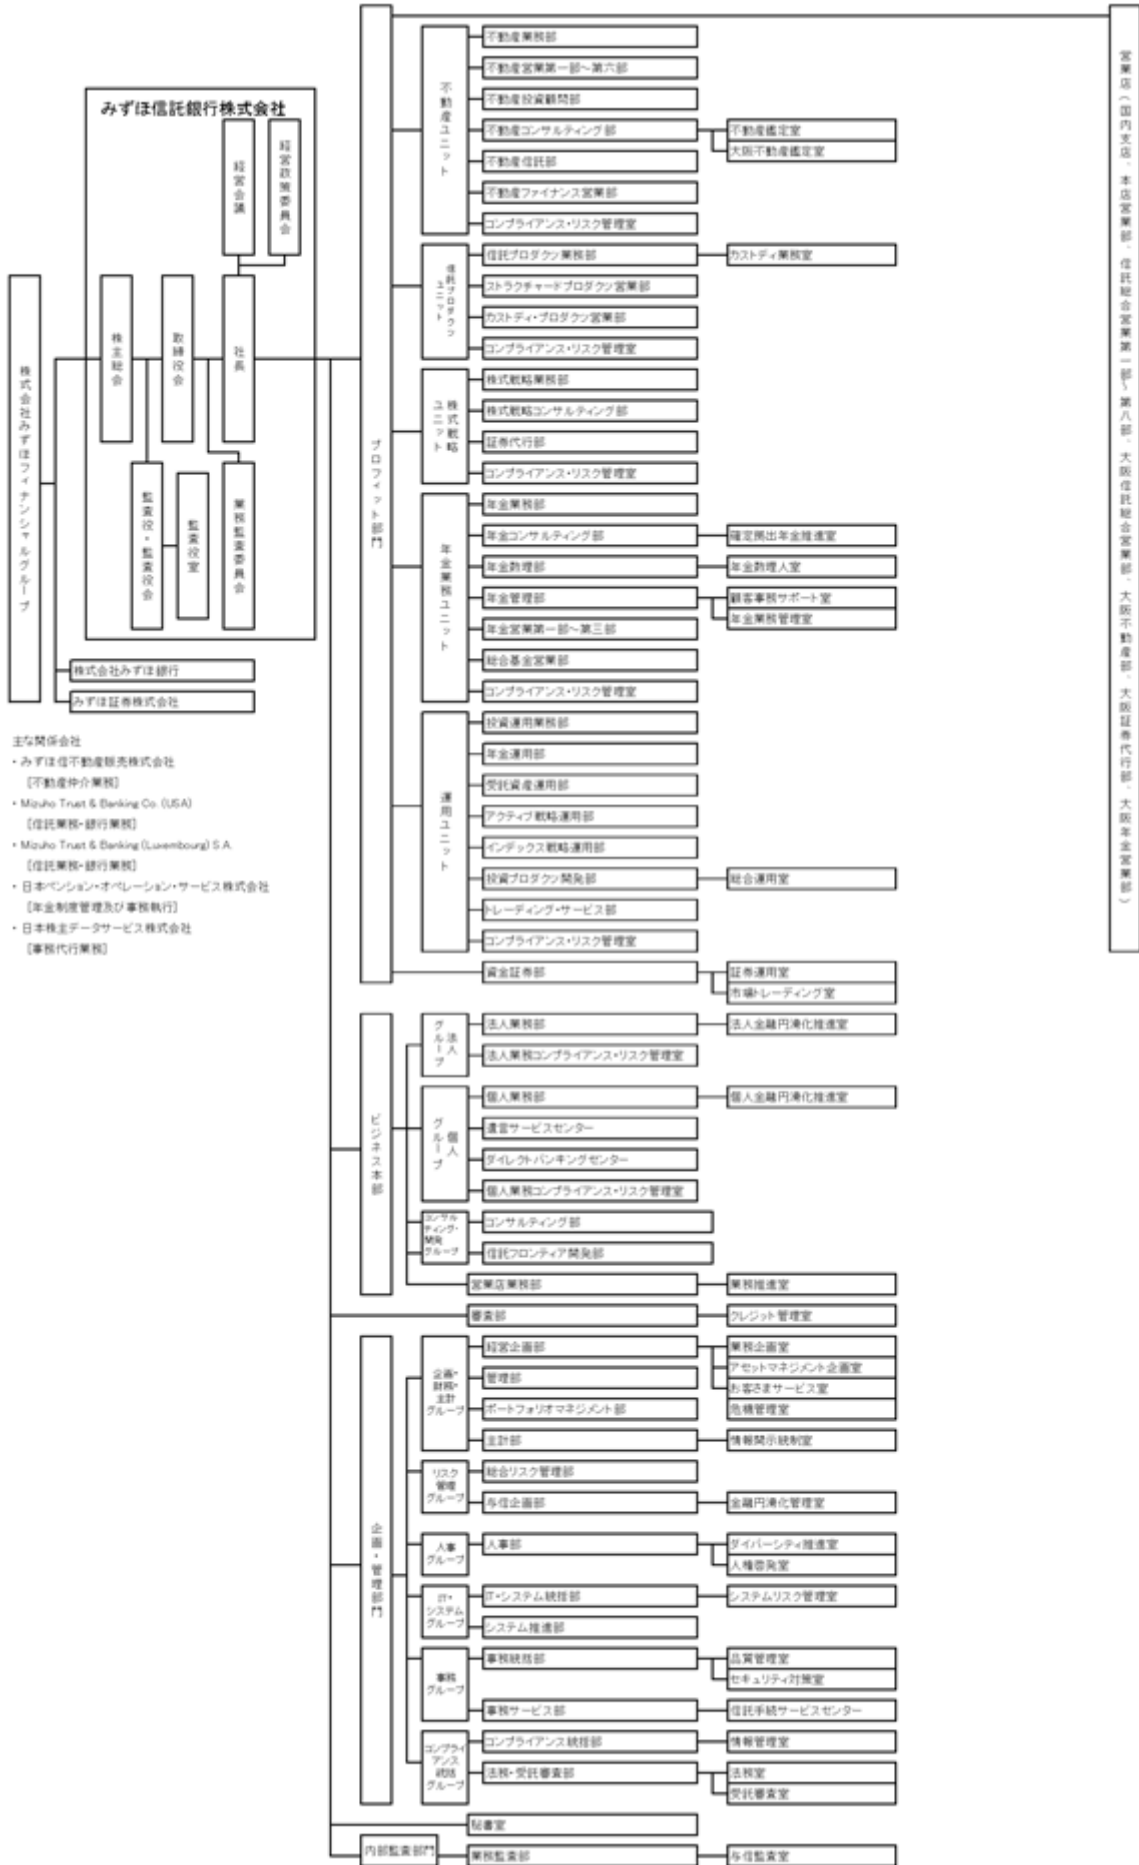 みずほ信託銀行株式会社
経営会議
経営政策委員会
株式会社みずほフィナンシャルグループ
株主総会
取締役会
社長
監査役・監査役会
監査役室
業務監査委員会
株式会社みずほ銀行
みずほ証券株式会社
主な関係会社
・みずほ信不動産販売株式会社
［不動産仲介業務］
・Mizuho Trust & Banking Co. (USA)
［信託業務・銀行業務］
・Mizuho Trust & Banking (Luxembourg) S.A.
［信託業務・銀行業務］
・日本ペンション・オペレーション・サービス株式会社
［年金制度管理及び事務執行］
・日本株主データサービス株式会社
［事務代行業務］
プロフィット部門
不動産ユニット
不動産業務部
不動産営業第一部～第六部
不動産投資顧問部
不動産コンサルティング部
不動産鑑定室
大阪不動産鑑定室
不動産信託部
不動産ファイナンス営業部
コンプライアンス・リスク管理室
信託プロダクツ
ユニット
信託プロダクツ業務部
カストディ業務室
ストラクチャードプロダクツ営業部
カストディ・プロダクツ営業部
コンプライアンス・リスク管理室
株式戦略
ユニット
株式戦略業務部
株式戦略コンサルティング部
証券代行部
コンプライアンス・リスク管理室
年金業務ユニット
年金業務部
年金コンサルティング部
確定拠出年金推進室
年金数理部
年金数理人室
年金管理部
顧客事務サポート室
年金業務管理室
年金営業第一部～第三部
総合基金営業部
コンプライアンス・リスク管理室
運用ユニット
投資運用業務部
年金運用部
受託資産運用部
アクティブ戦略運用部
インデックス戦略運用部
投資プロダクツ開発部
総合運用室
トレーディング・サービス部
コンプライアンス・リスク管理室
資金証券部
証券運用室
市場トレーディング室
営業店（国内支店、本店営業部、信託総合営業第一部～第八部、大阪信託総合営業部、大阪不動産部、大阪証券代行部、大阪年金営業部）
ビジネス本部
法人
グループ
法人業務部
法人金融円滑化推進室
法人業務コンプライアンス・リスク管理室
個人
グループ
個人業務部
個人金融円滑化推進室
遺言サービスセンター
ダイレクトバンキングセンター
個人業務コンプライアンス・リスク管理室
コンサル
ティング・
開発
グループ
コンサルティング部
信託フロンティア開発部
営業店業務部
業務推進室
審査部
クレジット管理室
企画・管理部門
企画・
財務・
主計
グループ
経営企画部
業務企画室
アセットマネジメント企画室
お客さまサービス室
危機管理室
管理部
ポートフォリオマネジメント部
主計部
情報開示統制室
リスク
管理
グループ
総合リスク管理部
与信企画部
金融円滑化管理室
人事
グループ
人事部
ダイバーシティ推進室
人権啓発室
IT・
システム
グループ
IT・システム統括部
システムリスク管理室
システム推進部
事務
グループ
事務統括部
品質管理室
セキュリティ対策室
事務サービス部
信託手続サービスセンター
コンプライ
アンス
統括
グループ
コンプライアンス統括部
情報管理室
法務・受託審査部
法務室
受託審査室
秘書室
内部監査部門
業務監査部
与信監査室